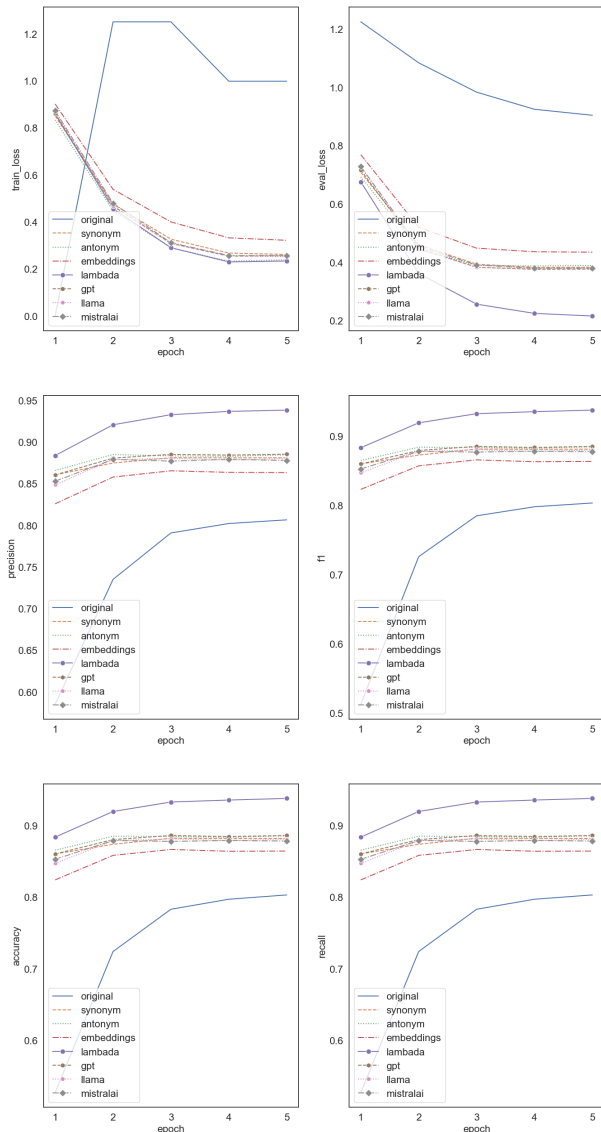 1.2
1.0
0.8
0.6
0.4
0.2
0.0
train_loss
original
synonym
antonym
embeddings
lambada
gpt
llama
mistralai
1 2 3 4 5
epoch
1.2
1.0
0.8
0.6
0.4
0.2
eval_loss
original
synonym
antonym
embeddings
lambada
gpt
llama
mistralai
1 2 3 4 5
epoch
0.95
0.90
0.85
0.80
0.75
0.70
0.65
0.60
precision
original
synonym
antonym
embeddings
lambada
gpt
llama
mistralai
1 2 3 4 5
epoch
0.9
0.8
0.7
0.6
0.5
f1
original
synonym
antonym
embeddings
lambada
gpt
llama
mistralai
1 2 3 4 5
epoch
0.9
0.8
0.7
0.6
accuracy
original
synonym
antonym
embeddings
lambada
gpt
llama
mistralai
1 2 3 4 5
epoch
0.9
0.8
0.7
0.6
recall
original
synonym
antonym
embeddings
lambada
gpt
llama
mistralai
1 2 3 4 5
epoch